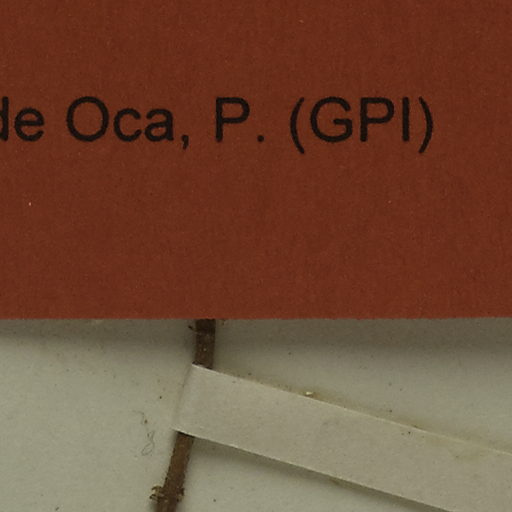 de Oca, P. (GPI)